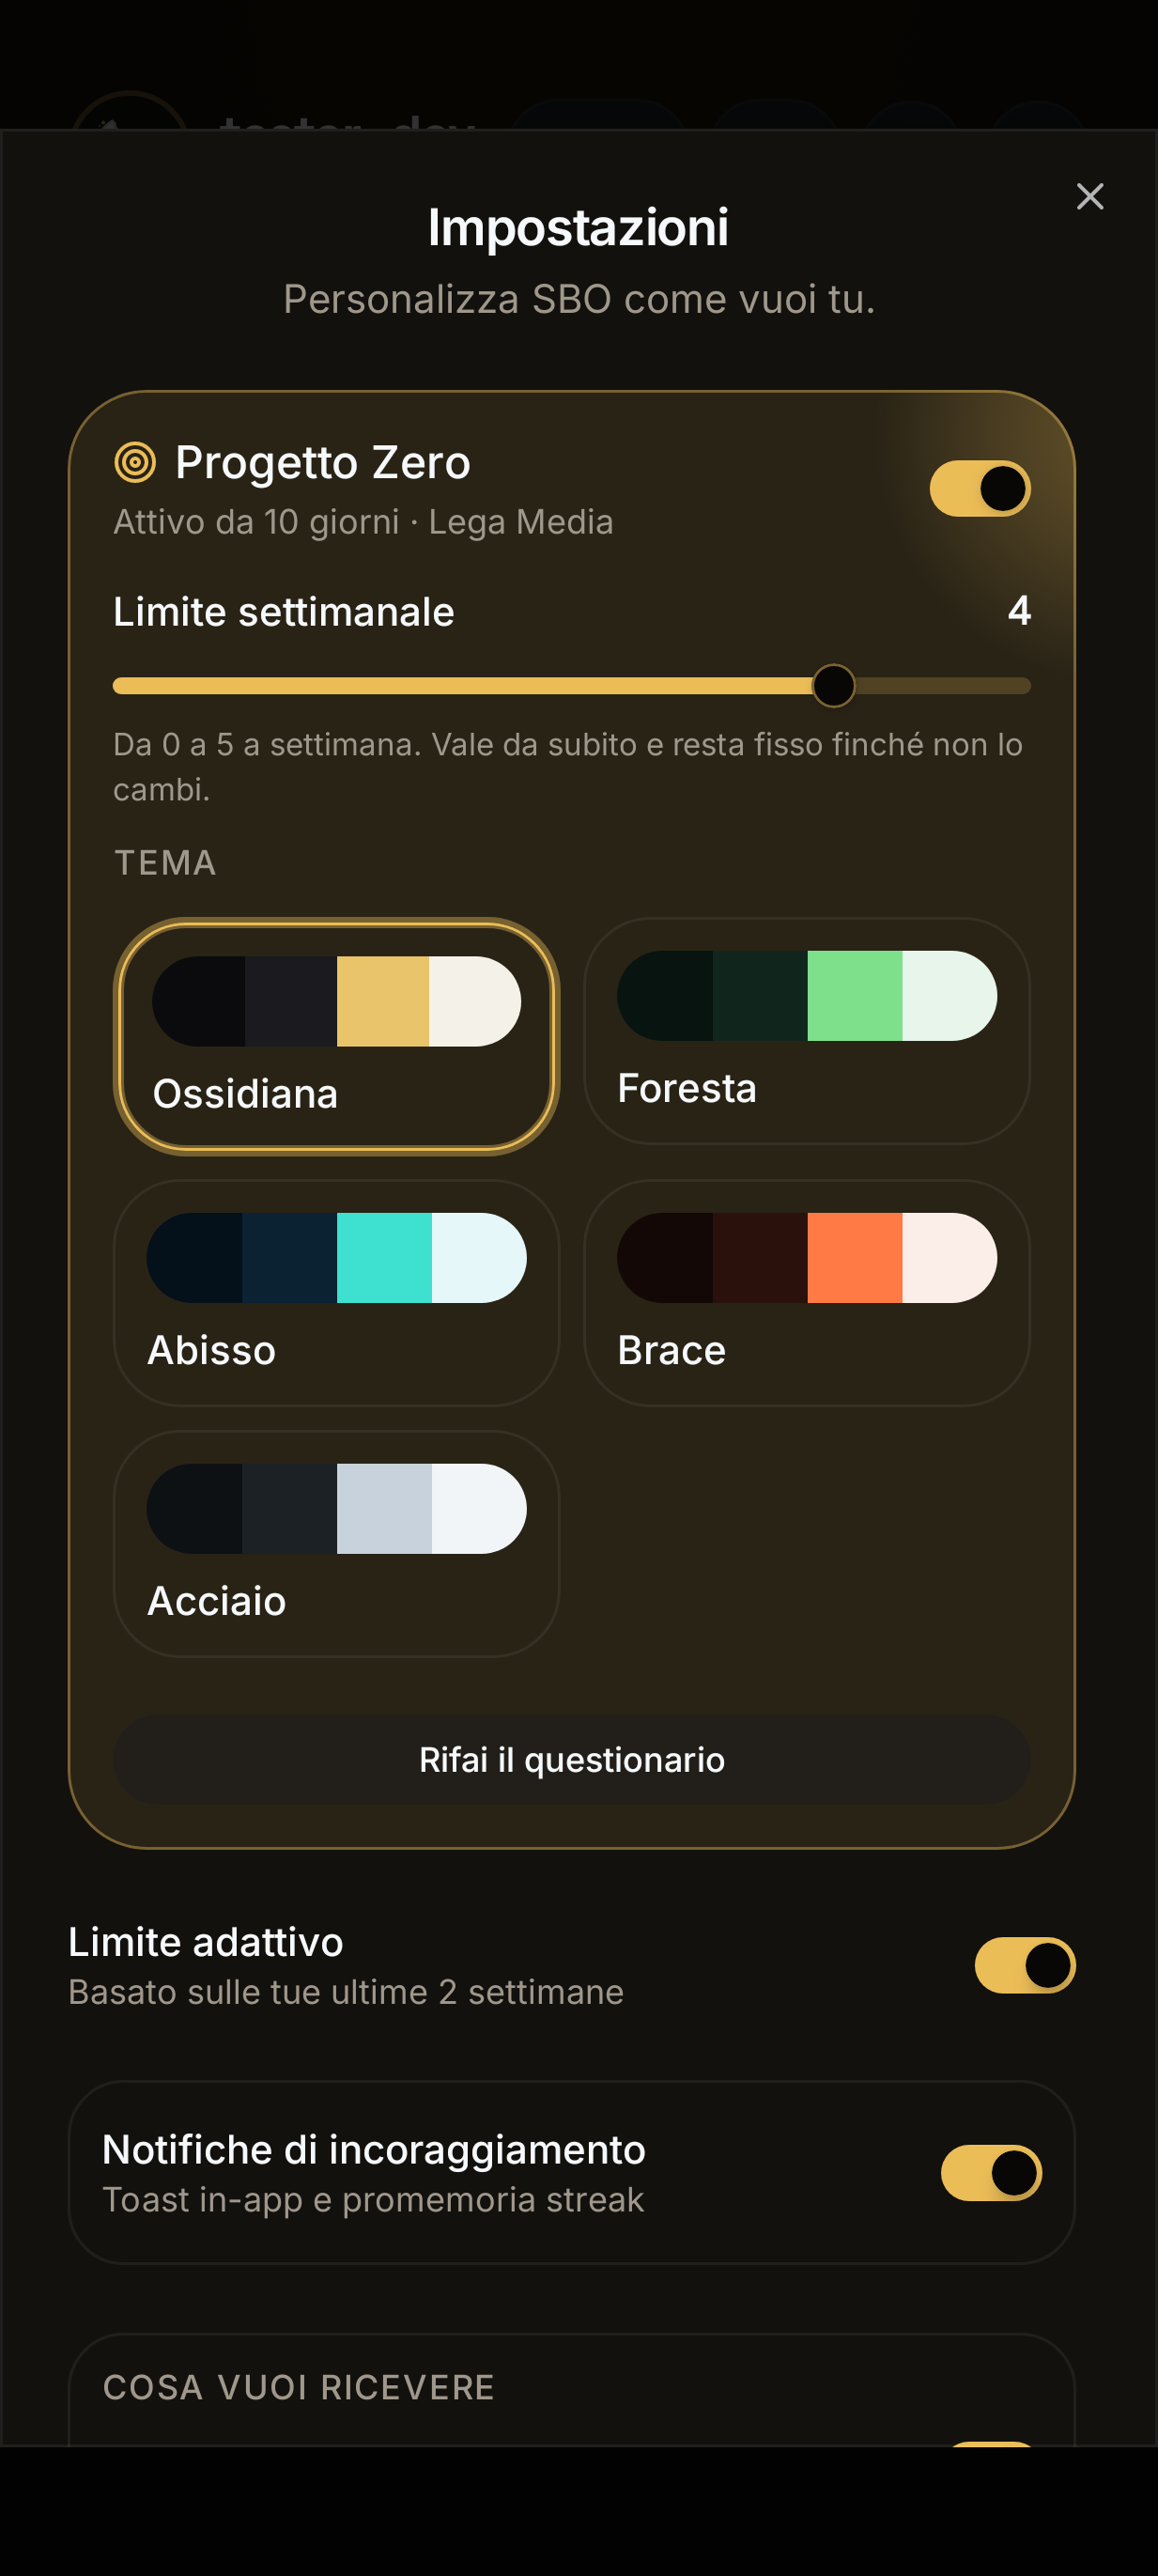 Impostazioni
Personalizza SBO come vuoi tu.
Progetto Zero
Attivo da 10 giorni · Lega Media
Limite settimanale
4
Da 0 a 5 a settimana. Vale da subito e resta fisso finché non lo
cambi.
TEMA
Ossidiana
Foresta
Abisso
Brace
Acciaio
Rifai il questionario
Limite adattivo
Basato sulle tue ultime 2 settimane
Notifiche di incoraggiamento
Toast in-app e promemoria streak
COSA VUOI RICEVERE